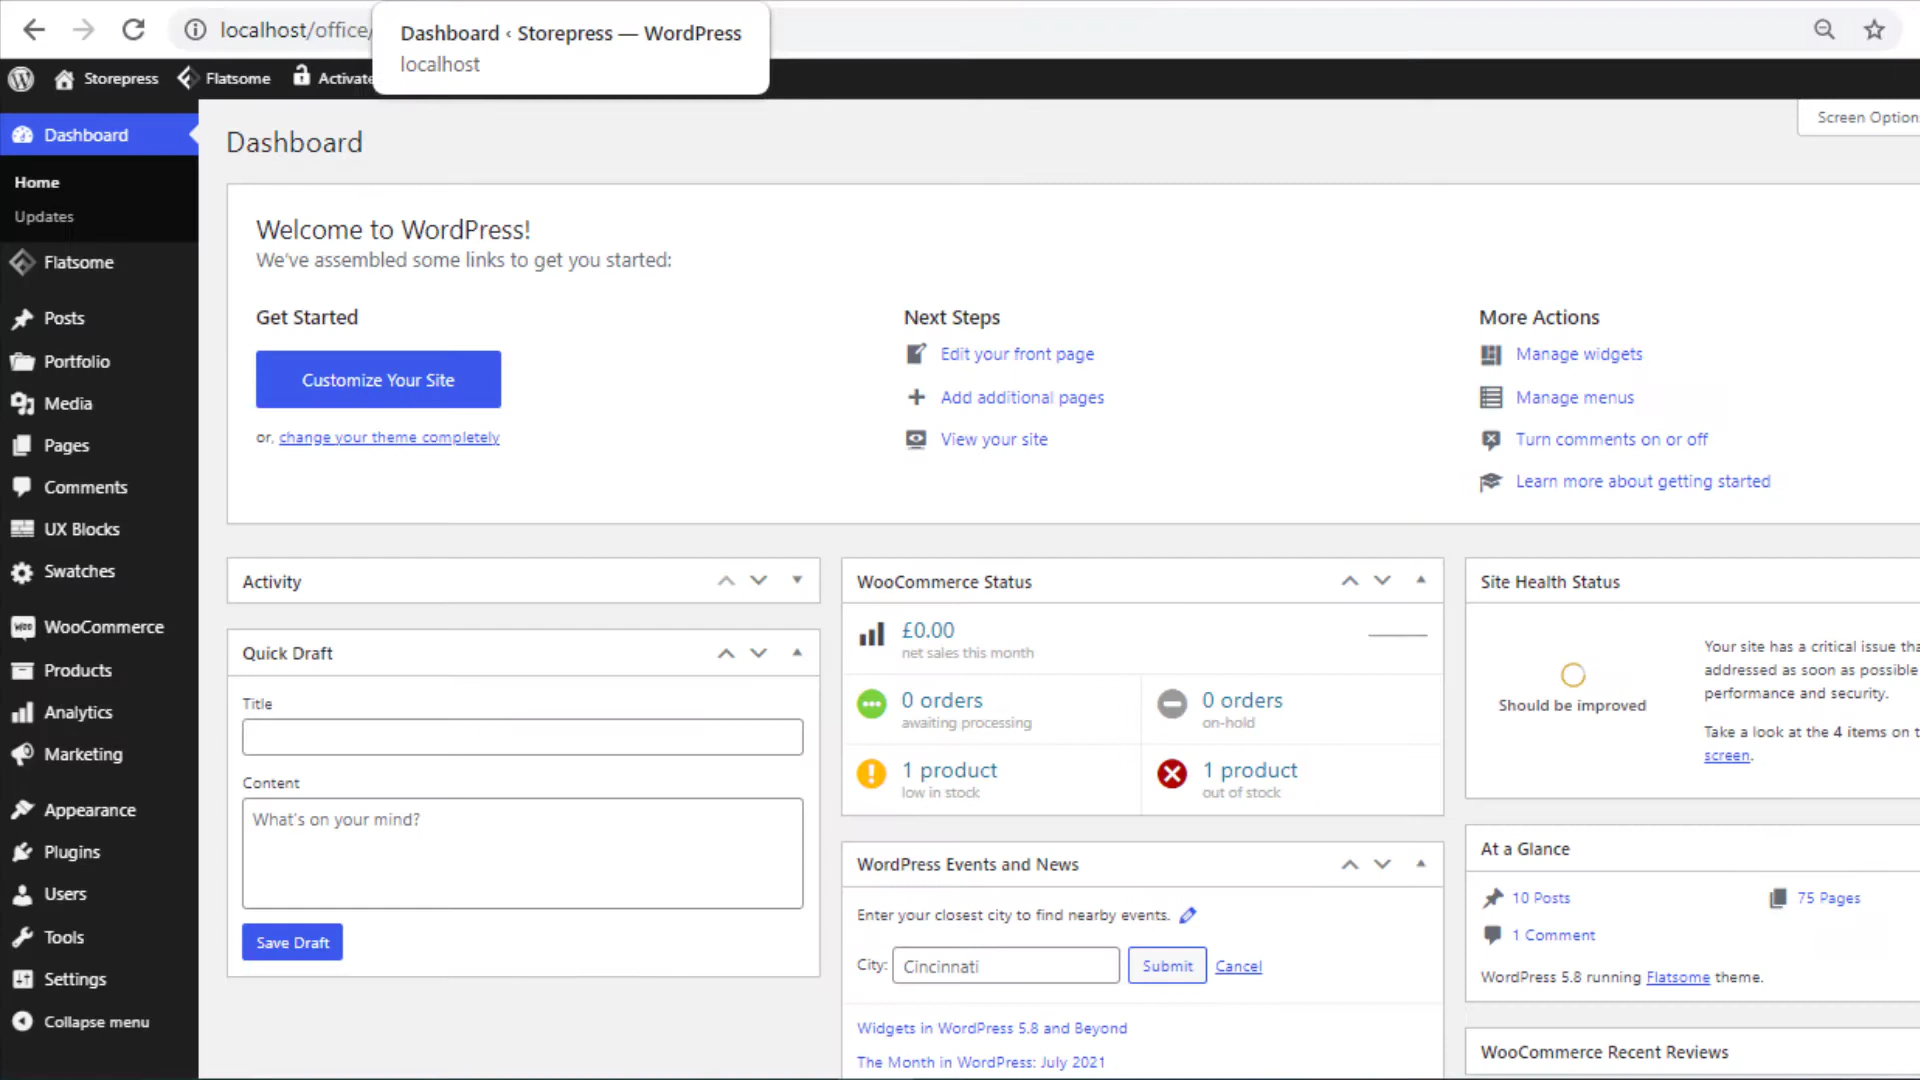 localhost/office/
Dashboard ‹ Storepress — WordPress
localhost
Storepress
Flatsome
Activate
Dashboard
Home
Updates
Flatsome
Posts
Portfolio
Media
Pages
Comments
UX Blocks
Swatches
WooCommerce
Products
Analytics
Marketing
Appearance
Plugins
Users
Tools
Settings
Collapse menu
Dashboard
Screen Option
Welcome to WordPress!
We've assembled some links to get you started:
Get Started
Customize Your Site
or, change your theme completely
Next Steps
Edit your front page
Add additional pages
View your site
More Actions
Manage widgets
Manage menus
Turn comments on or off
Learn more about getting started
Activity
Quick Draft
Title
Content
What's on your mind?
Save Draft
WooCommerce Status
£0.00
net sales this month
0 orders
awaiting processing
0 orders
on-hold
1 product
low in stock
1 product
out of stock
WordPress Events and News
Enter your closest city to find nearby events.
City: Cincinnati Submit Cancel
Widgets in WordPress 5.8 and Beyond
The Month in WordPress: July 2021
Site Health Status
Should be improved
Your site has a critical issue tha
addressed as soon as possible
performance and security.
Take a look at the 4 items on t
screen.
At a Glance
10 Posts
75 Pages
1 Comment
WordPress 5.8 running Flatsome theme.
WooCommerce Recent Reviews